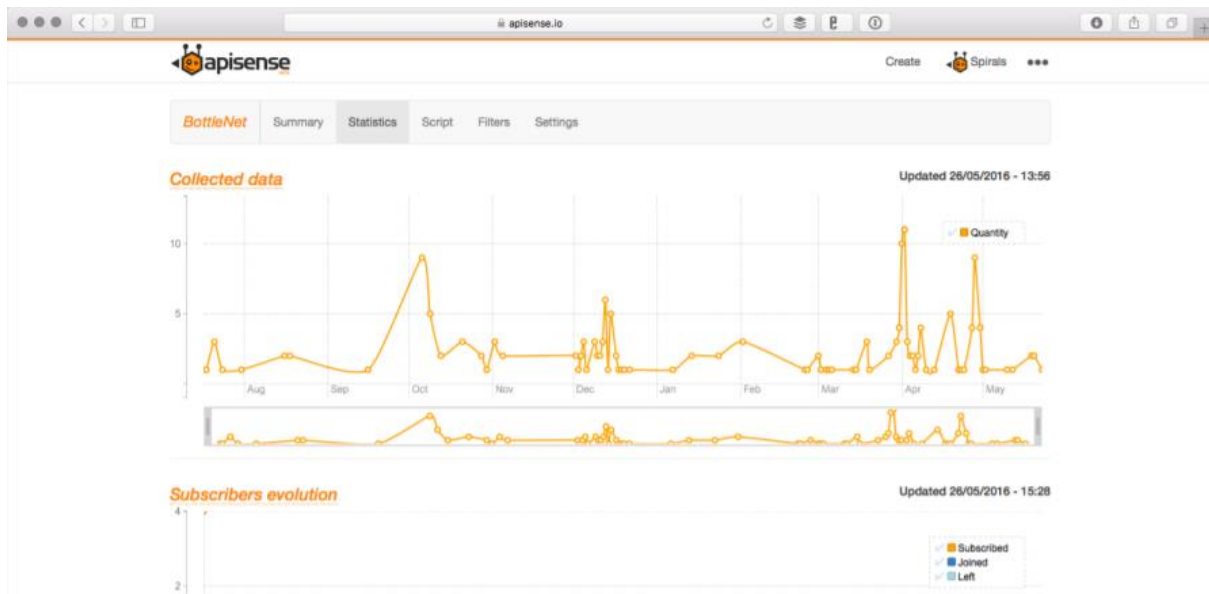 apisense.io
apisense
Create Spirals
BottleNet Summary Statistics Script Filters Settings
Collected data
Updated 26/05/2016 - 13:56
Quantity
10
5
Aug Sep Oct Nov Dec Jan Feb Mar Apr May
Subscribers evolution
Updated 26/05/2016 - 15:28
4
Subscribed
Joined
Left
2